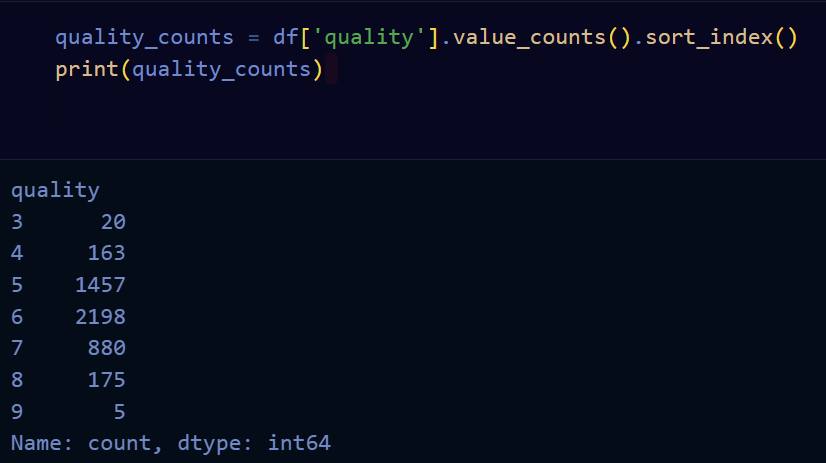 quality_counts = df['quality'].value_counts().sort_index()
print(quality_counts)
quality
3 20
4 163
5 1457
6 2198
7 880
8 175
9 5
Name: count, dtype: int64